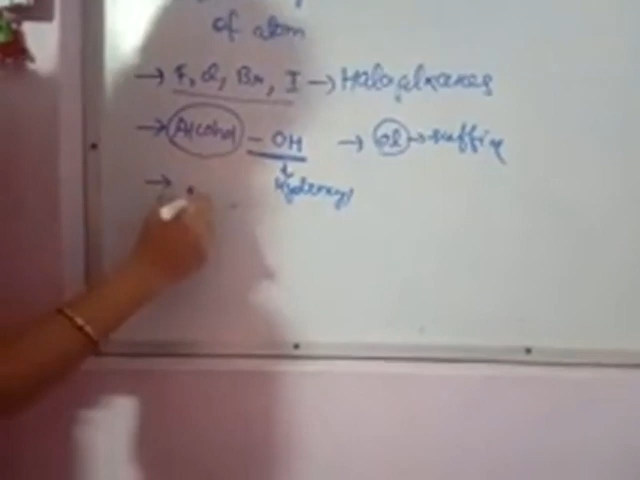 of atom
→ F, Cl, Br, I → Haloalkanes
→ Alcohol - OH → ol → suffix
Hydroxyl
→